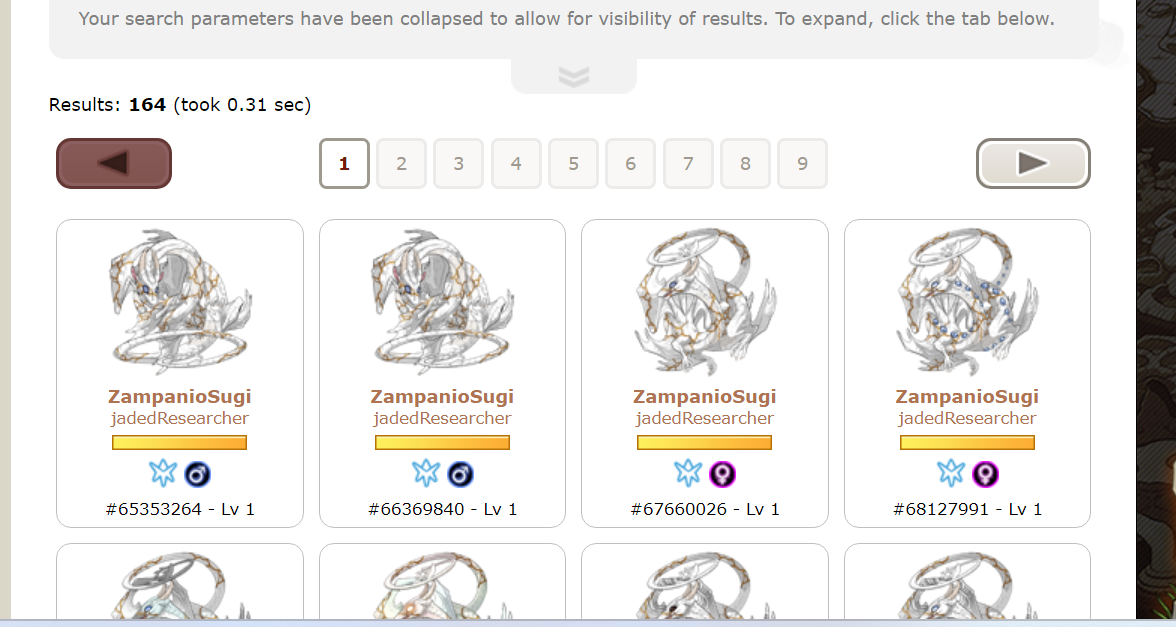 Your search parameters have been collapsed to allow for visibility of results. To expand, click the tab below.
Results: 164 (took 0.31 sec)
1 2 3 4 5 6 7 8 9
ZampanioSugi ZampanioSugi ZampanioSugi ZampanioSugi
jadedResearcher jadedResearcher jadedResearcher jadedResearcher
#65353264 - Lv 1 #66369840 - Lv 1 #67660026 - Lv 1 #68127991 - Lv 1